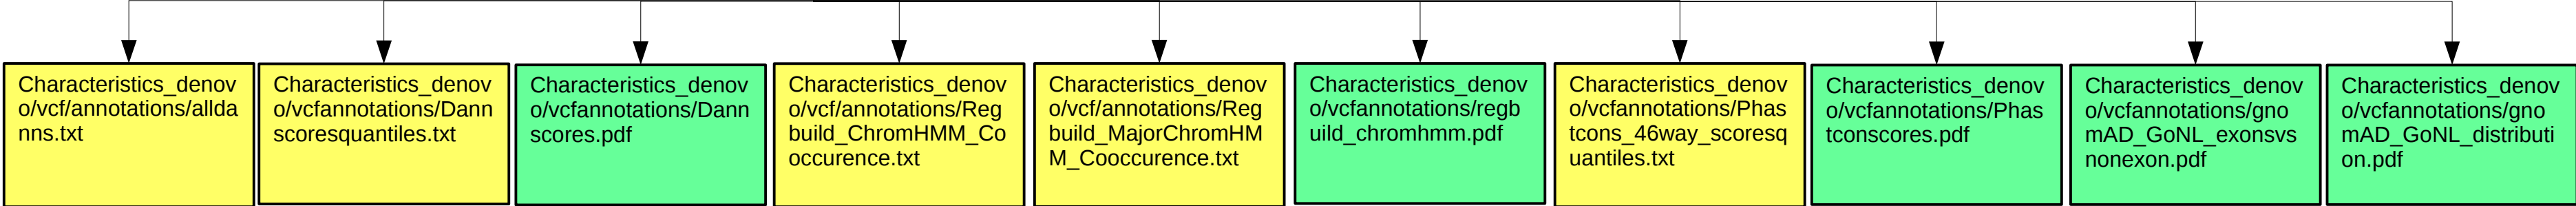 Characteristics_denov
o/vcf/annotations/allda
nns.txt
Characteristics_denov
o/vcfannotations/Dann
scoresquantiles.txt
Characteristics_denov
o/vcfannotations/Dann
scores.pdf
Characteristics_denov
o/vcf/annotations/Reg
build_ChromHMM_Co
occurence.txt
Characteristics_denov
o/vcf/annotations/Reg
build_MajorChromHM
M_Cooccurence.txt
Characteristics_denov
o/vcfannotations/regb
uild_chromhmm.pdf
Characteristics_denov
o/vcfannotations/Phas
tcons_46way_scoresq
uantiles.txt
Characteristics_denov
o/vcfannotations/Phas
tconscores.pdf
Characteristics_denov
o/vcfannotations/gno
mAD_GoNL_exonsvs
nonexon.pdf
Characteristics_denov
o/vcfannotations/gno
mAD_GoNL_distributi
on.pdf